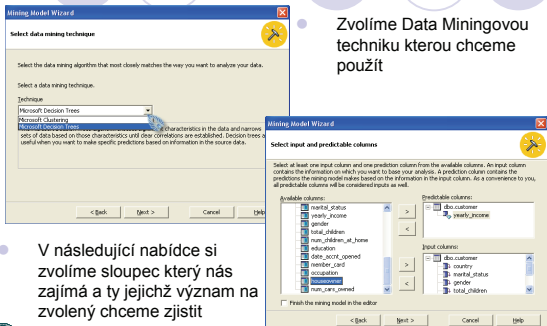 Mining Model Wizard
Select data mining technique
Select the data mining algorithm that most closely matches the way you want to analyze your data.
Select a data mining technique.
Technique
Microsoft Decision Trees
Microsoft Clustering
Microsoft Decision Trees
characteristics in the data and narrows
sets of data based on those characteristics until clear correlations are established. Decision trees a
useful when you want to make specific predictions based on information in the source data.
< Back
Next >
Cancel
Help
Zvolíme Data Miningovou
techniku kterou chceme
použít
V následující nabídce si
zvolíme sloupec který nás
zajímá a ty jejichž význam na
zvolený chceme zjistit
Mining Model Wizard
Select input and predictable columns
Select at least one input column and one prediction column from the available columns. An input column
contains the information on which you want to base your analysis. A prediction column contains the
predictions the mining model makes based on the information in the input column. As a convenience to you,
all predictable columns will be considered inputs as well.
Available columns:
marital_status
yearly_income
gender
total_children
num_children_at_home
education
date_accnt_opened
member_card
occupation
houseowner
num_cars_owned
>
<
>
<
Predictable columns:
dbo.customer
yearly_income
Input columns:
dbo.customer
country
marital_status
gender
total_children
Finish the mining model in the editor
< Back
Next >
Cancel
Help